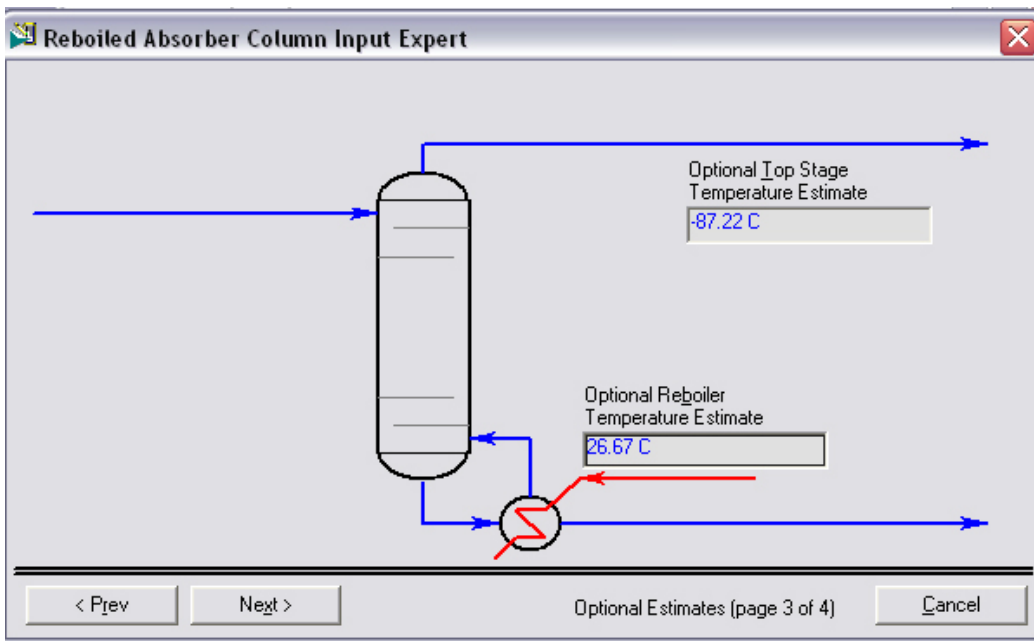 Reboiled Absorber Column Input Expert
Optional Top Stage
Temperature Estimate
-87.22 C
Optional Reboiler
Temperature Estimate
26.67 C
< Prev
Next >
Optional Estimates (page 3 of 4)
Cancel